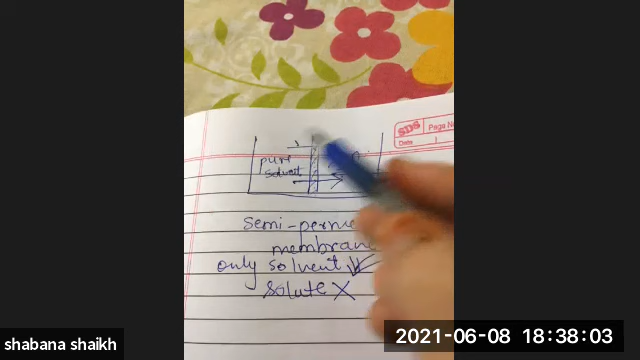 SDS Page No
Date 1
pure
solvent
semi-perme
membran
only solvent ✓✓
solute X
shabana shaikh
2021-06-08 18:38:03